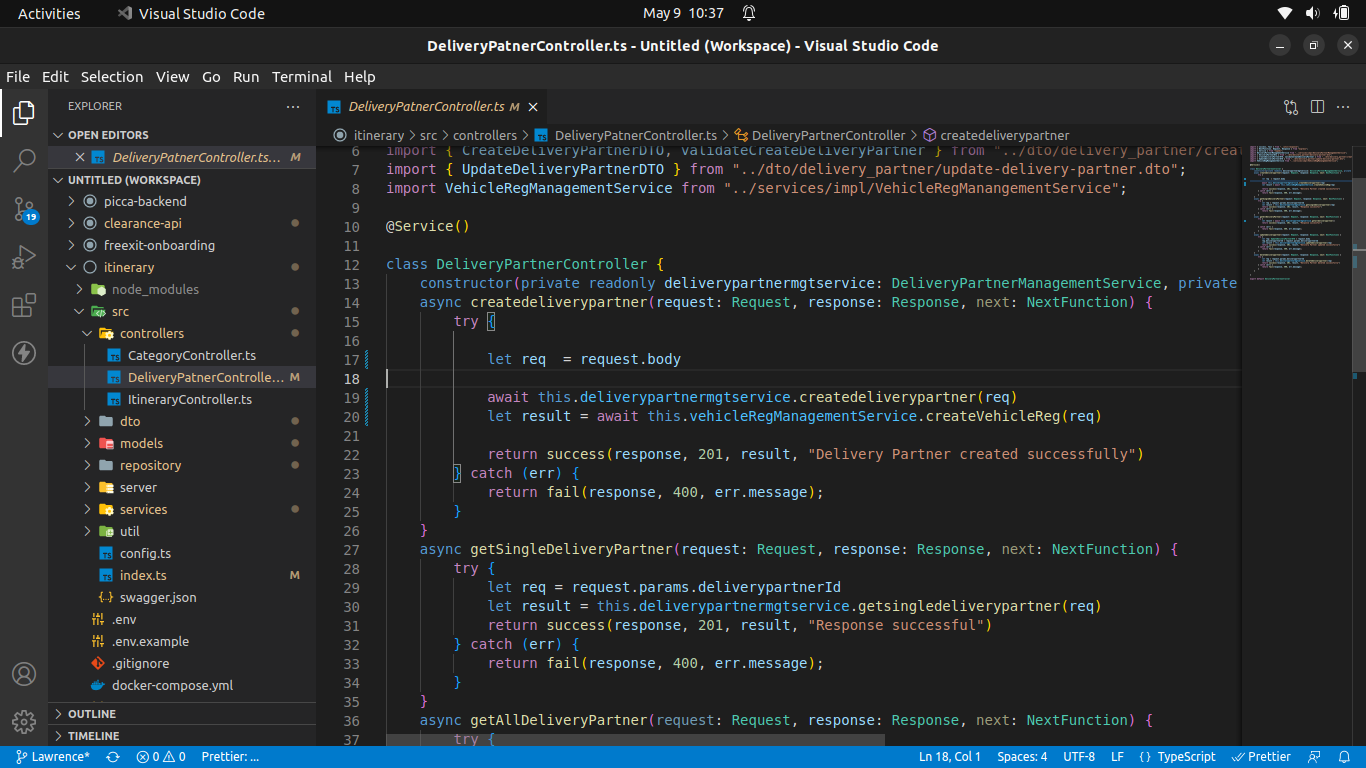 Activities
Visual Studio Code
May 9 10:37
DeliveryPatnerController.ts - Untitled (Workspace) - Visual Studio Code
File Edit Selection View Go Run Terminal Help
EXPLORER
OPEN EDITORS
DeliveryPatnerController.ts... M
UNTITLED (WORKSPACE)
picca-backend
clearance-api
freexit-onboarding
itinerary
node_modules
src
controllers
CategoryController.ts
DeliveryPatnerControlle... M
ItineraryController.ts
dto
models
repository
server
services
util
config.ts
index.ts M
swagger.json
.env
.env.example
.gitignore
docker-compose.yml
OUTLINE
TIMELINE
19
DeliveryPatnerController.ts M
itinerary > src > controllers > DeliveryPatnerController.ts > DeliveryPartnerController > createdeliverypartner
6 import { CreateDeliveryPartnerDTO, validateCreateDeliveryPartner } from "../dto/delivery_partner/crea
7 import { UpdateDeliveryPartnerDTO } from "../dto/delivery_partner/update-delivery-partner.dto";
8 import VehicleRegManagementService from "../services/impl/VehicleRegManangementService";
9
10 @Service()
11
12 class DeliveryPartnerController {
13 constructor(private readonly deliverypartnermgtservice: DeliveryPartnerManagementService, private
14 async createdeliverypartner(request: Request, response: Response, next: NextFunction) {
15 try {
16
17 let req  = request.body
18
19 await this.deliverypartnermgtservice.createdeliverypartner(req)
20 let result = await this.vehicleRegManagementService.createVehicleReg(req)
21
22 return success(response, 201, result, "Delivery Partner created successfully")
23 } catch (err) {
24 return fail(response, 400, err.message);
25 }
26 }
27 async getSingleDeliveryPartner(request: Request, response: Response, next: NextFunction) {
28 try {
29 let req = request.params.deliverypartnerId
30 let result = this.deliverypartnermgtservice.getsingledeliverypartner(req)
31 return success(response, 201, result, "Response successful")
32 } catch (err) {
33 return fail(response, 400, err.message);
34 }
35 }
36 async getAllDeliveryPartner(request: Request, response: Response, next: NextFunction) {
37 try {
Lawrence* 0 0 Prettier: ... Ln 18, Col 1 Spaces: 4 UTF-8 LF { } TypeScript Prettier